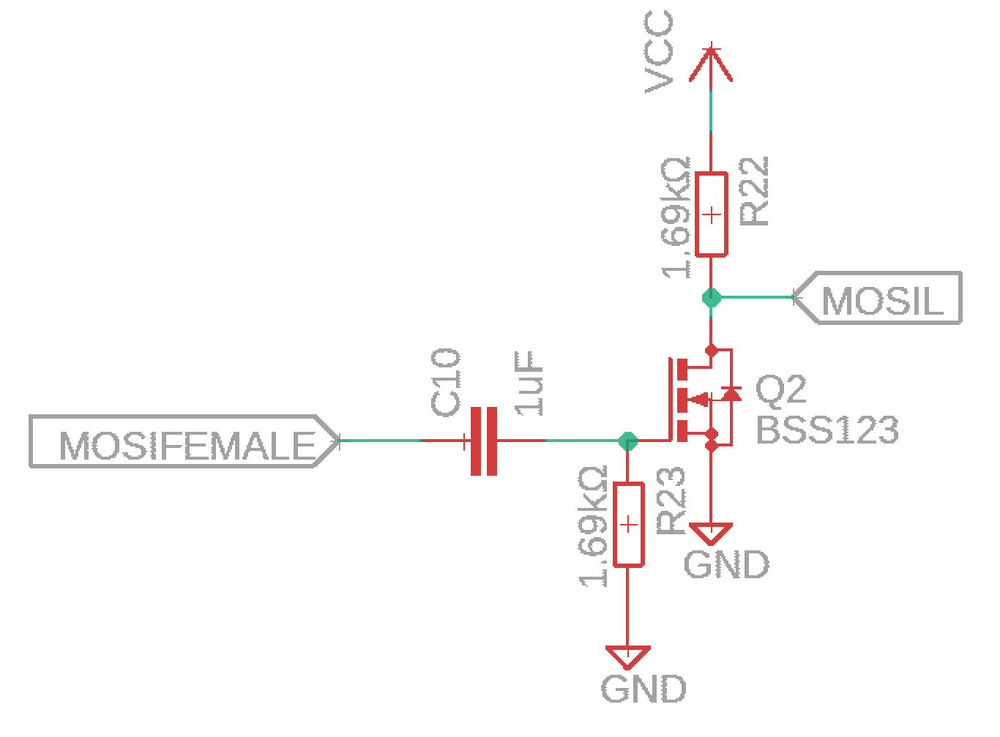 VCC
1.69kΩ
R22
MOSIL
C10
1uF
Q2
BSS123
MOSIFEMALE
1.69kΩ
R23
GND
GND